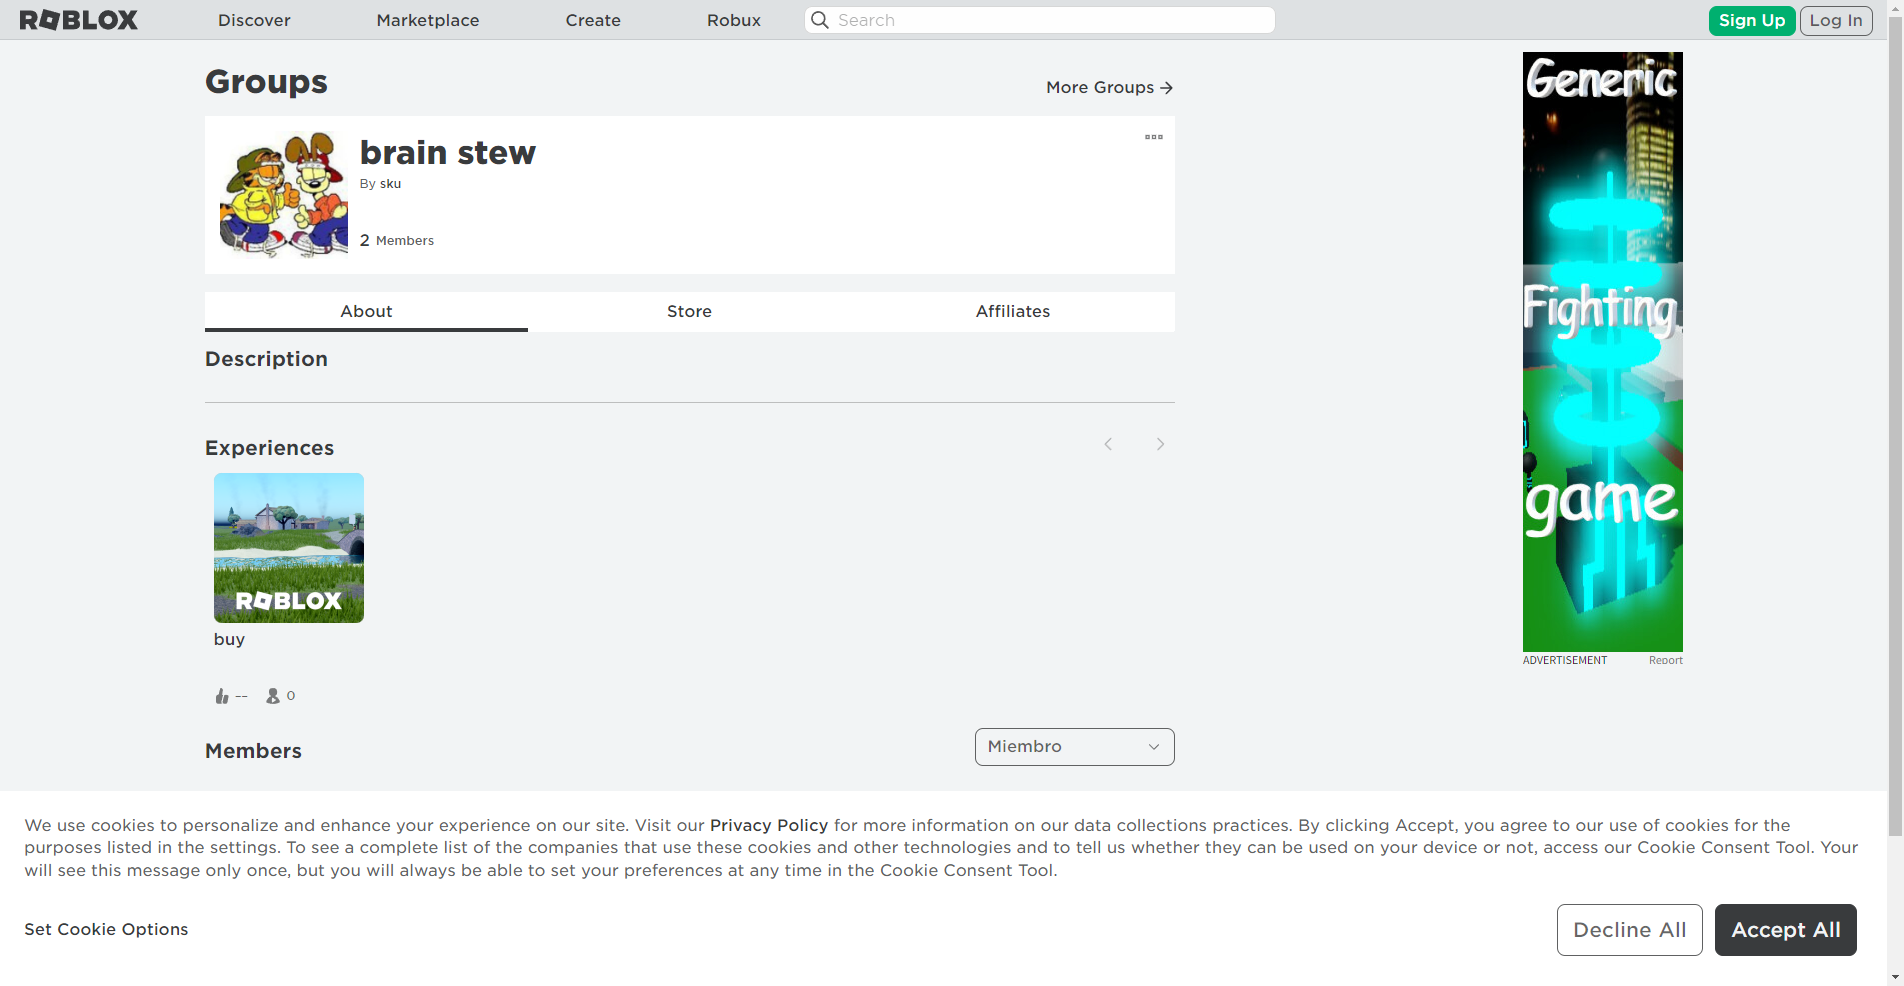 ROBLOX
Discover
Marketplace
Create
Robux
Search
Sign Up
Log In
Groups
More Groups
brain stew
By sku
2 Members
About
Store
Affiliates
Description
Experiences
ROBLOX
buy
--
0
Members
Miembro
Generic
Fighting
game
ADVERTISEMENT
Report
We use cookies to personalize and enhance your experience on our site. Visit our Privacy Policy for more information on our data collections practices. By clicking Accept, you agree to our use of cookies for the
purposes listed in the settings. To see a complete list of the companies that use these cookies and other technologies and to tell us whether they can be used on your device or not, access our Cookie Consent Tool. Your
will see this message only once, but you will always be able to set your preferences at any time in the Cookie Consent Tool.
Set Cookie Options
Decline All
Accept All